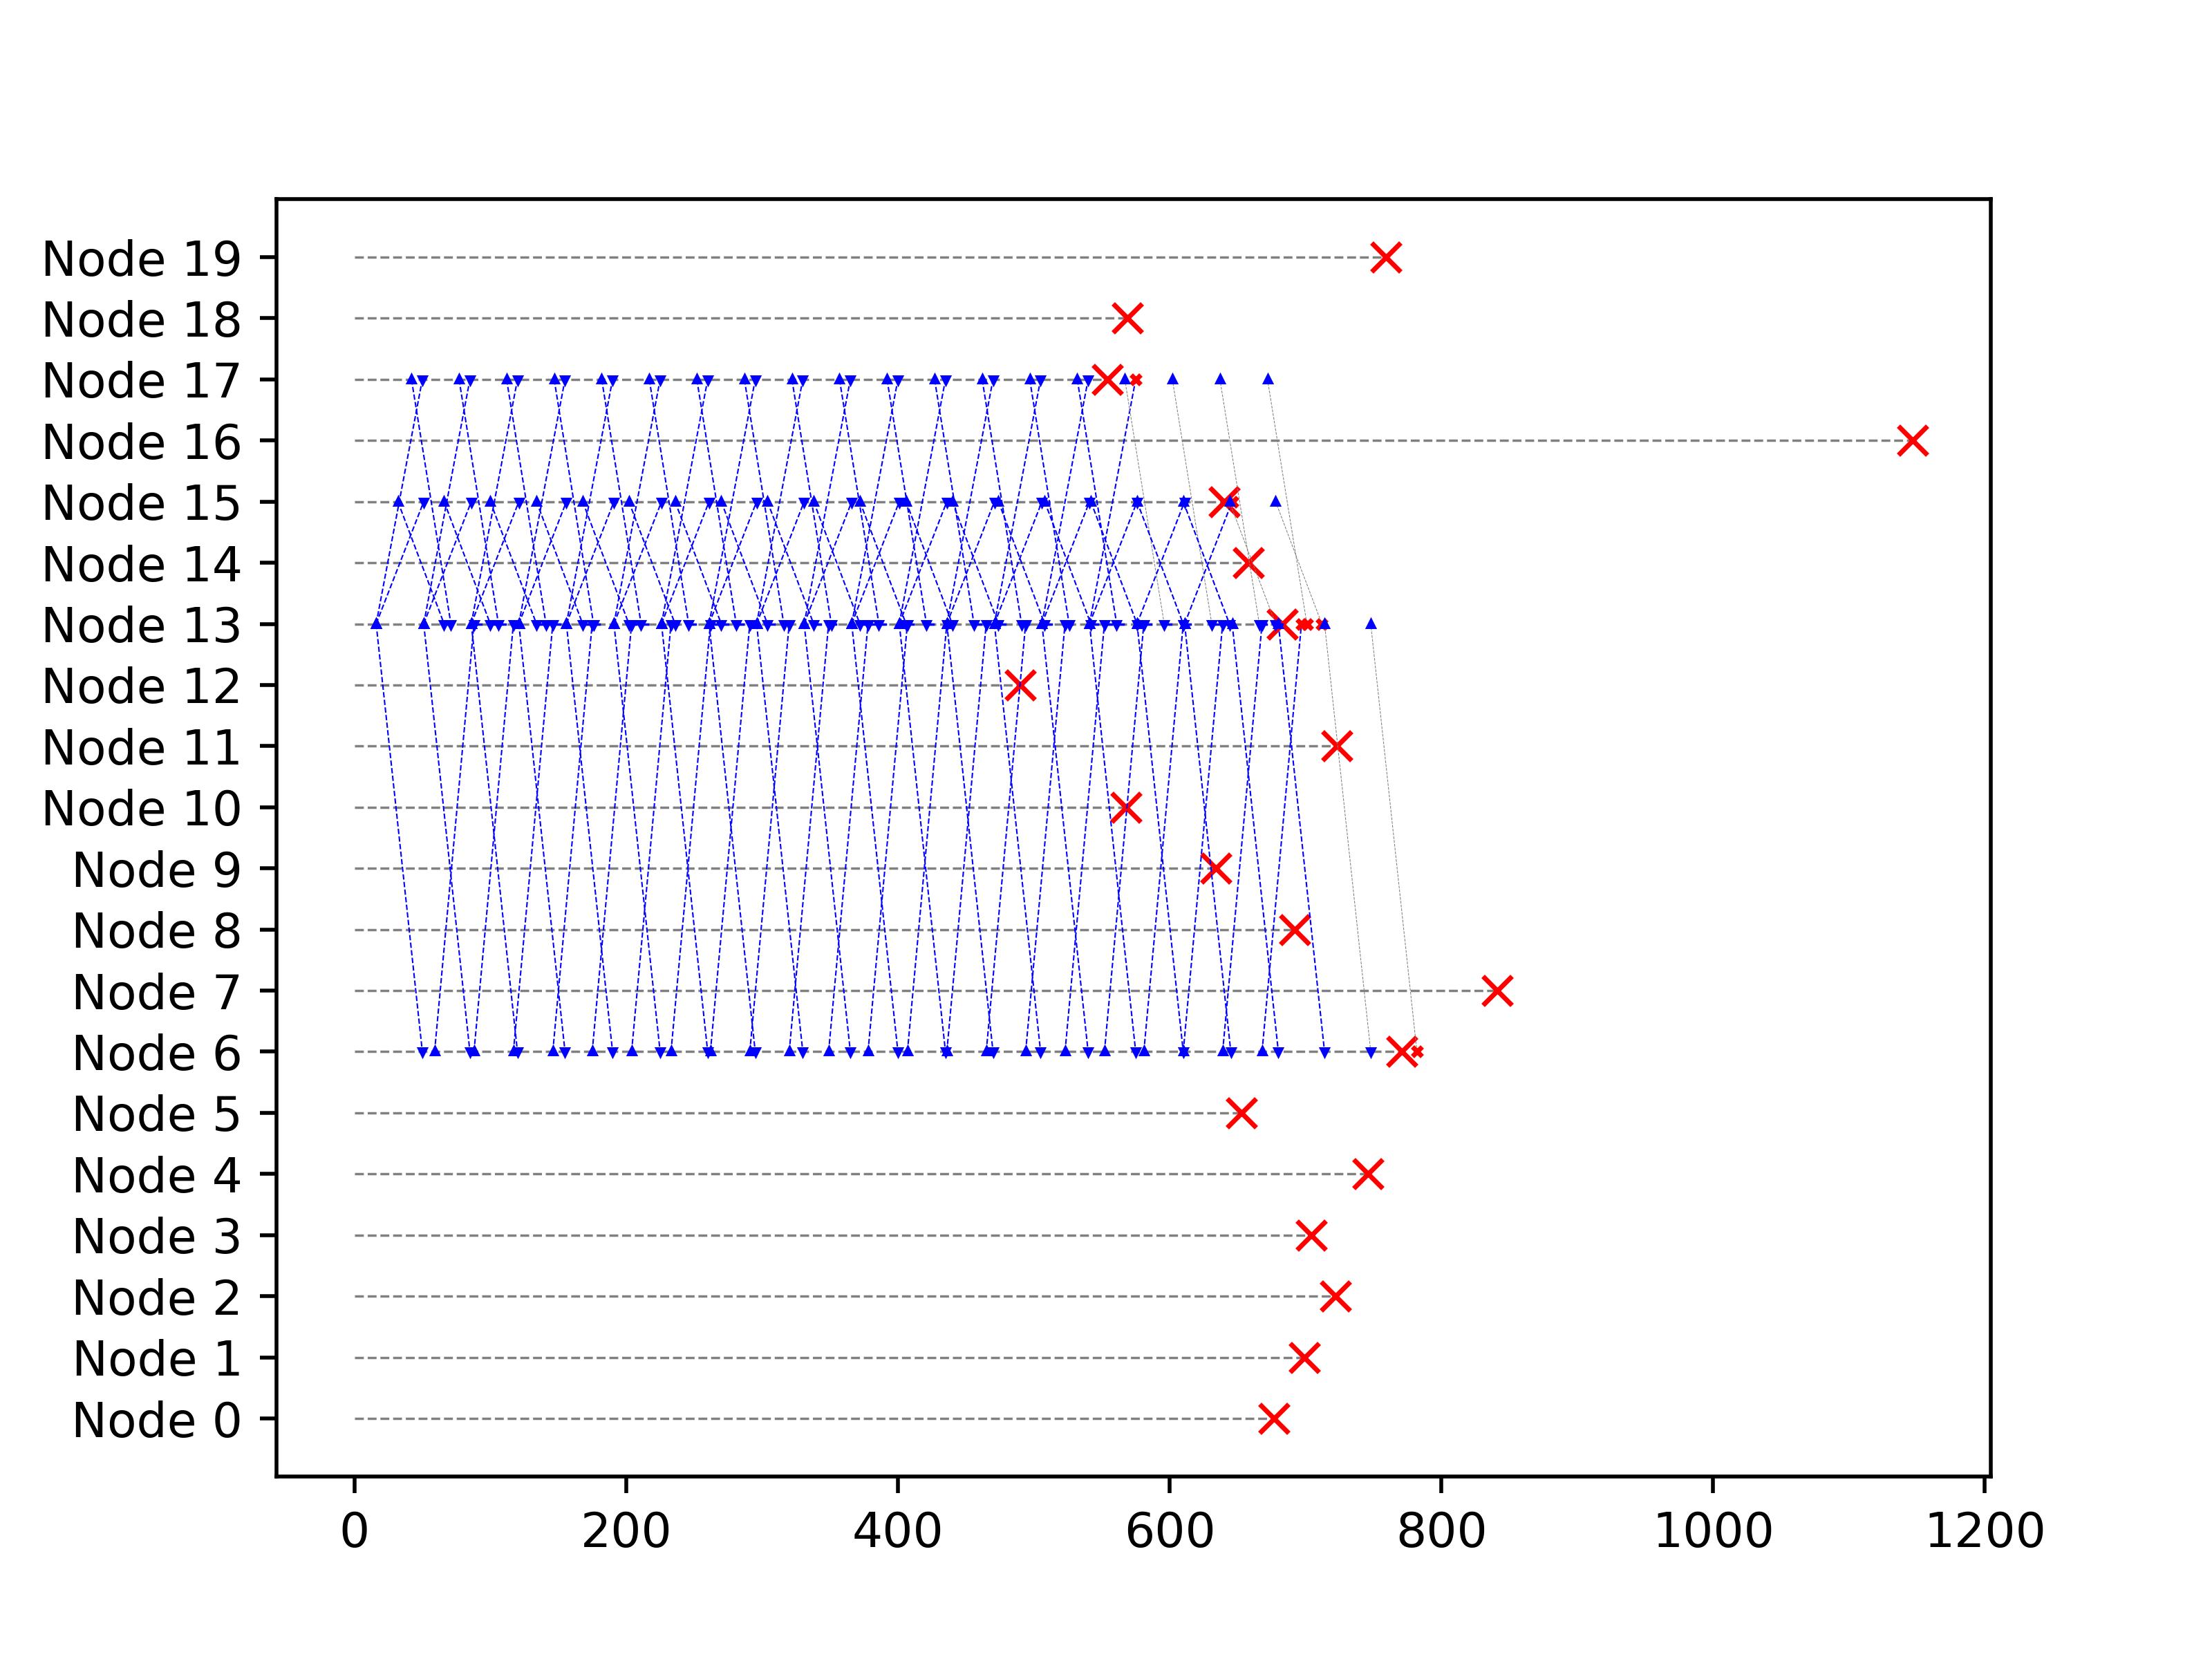 Node 19
Node 18
Node 17
Node 16
Node 15
Node 14
Node 13
Node 12
Node 11
Node 10
Node 9
Node 8
Node 7
Node 6
Node 5
Node 4
Node 3
Node 2
Node 1
Node 0
0 200 400 600 800 1000 1200